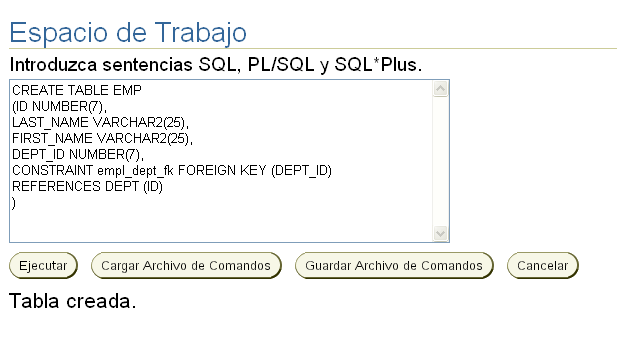 Espacio de Trabajo
Introduzca sentencias SQL, PL/SQL y SQL*Plus.
CREATE TABLE EMP
(ID NUMBER(7),
LAST_NAME VARCHAR2(25),
FIRST_NAME VARCHAR2(25),
DEPT_ID NUMBER(7),
CONSTRAINT empl_dept_fk FOREIGN KEY (DEPT_ID)
REFERENCES DEPT (ID)
)
Ejecutar Cargar Archivo de Comandos Guardar Archivo de Comandos Cancelar
Tabla creada.